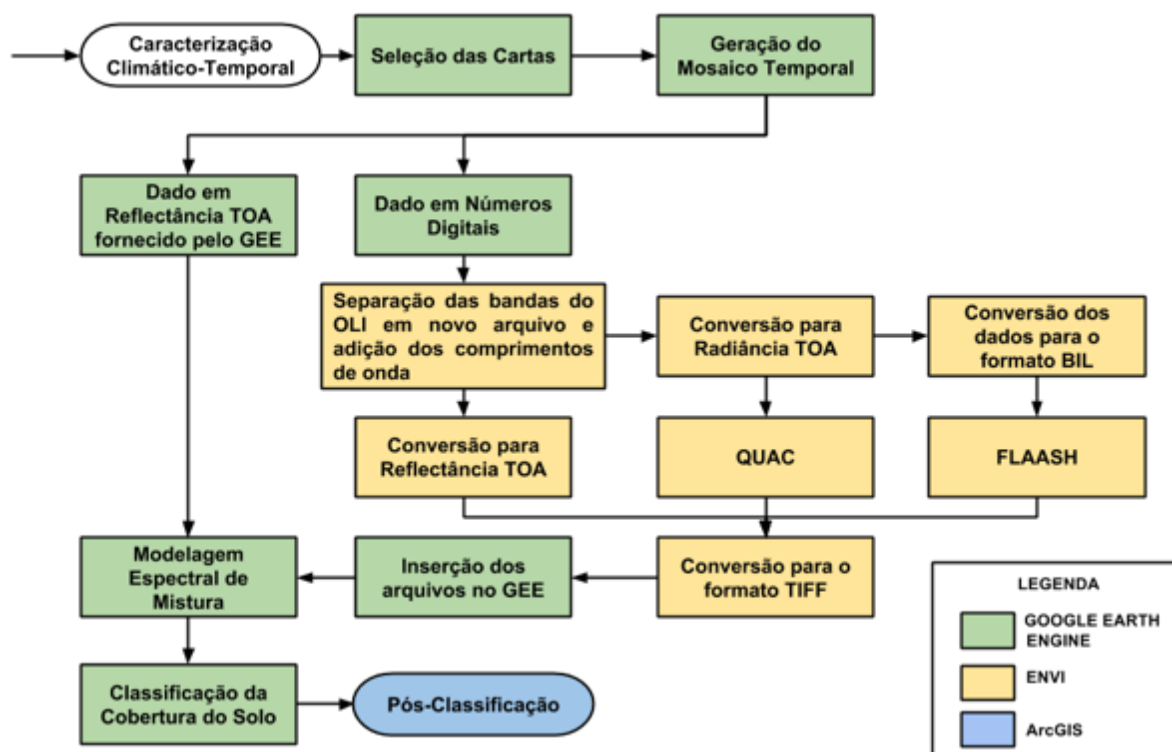 Caracterização
Climático-Temporal
Seleção das Cartas
Geração do
Mosaico Temporal
Dado em
Reflectância TOA
fornecido pelo GEE
Dado em Números
Digitais
Separação das bandas do
OLI em novo arquivo e
adição dos comprimentos
de onda
Conversão para
Radiância TOA
Conversão dos
dados para o
formato BIL
Conversão para
Reflectância TOA
QUAC
FLAASH
Modelagem
Espectral de
Mistura
Inserção dos
arquivos no GEE
Conversão para o
formato TIFF
Classificação da
Cobertura do Solo
Pós-Classificação
LEGENDA
GOOGLE EARTH
ENGINE
ENVI
ArcGIS